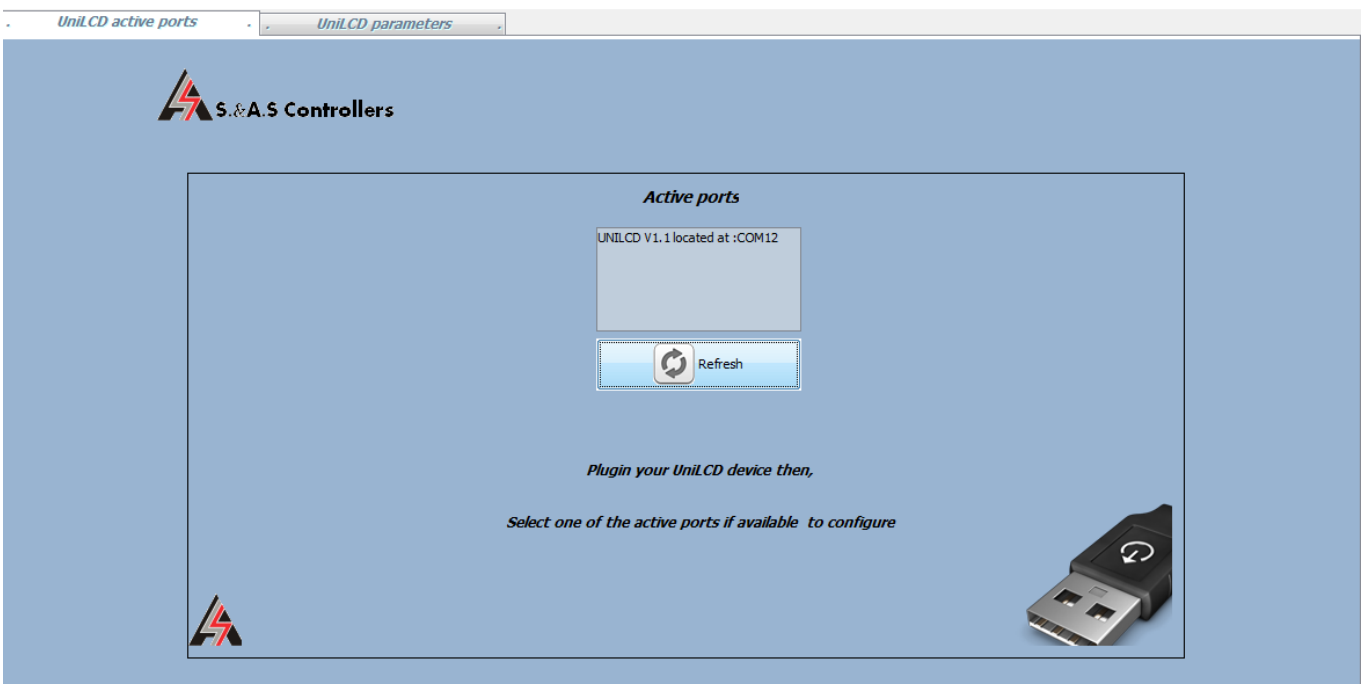 . UniLCD active ports . . UniLCD parameters .
S.&A.S Controllers
Active ports
UNILCD V1.1 located at :COM12
Refresh
Plugin your UniLCD device then,
Select one of the active ports if available to configure